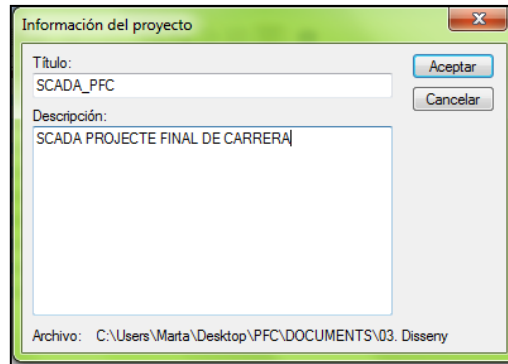 Información del proyecto
Título:
Aceptar
SCADA_PFC
Cancelar
Descripción:
SCADA PROJECTE FINAL DE CARRERA
Archivo: C:\Users\Marta\Desktop\PFC\DOCUMENTS\03. Disseny